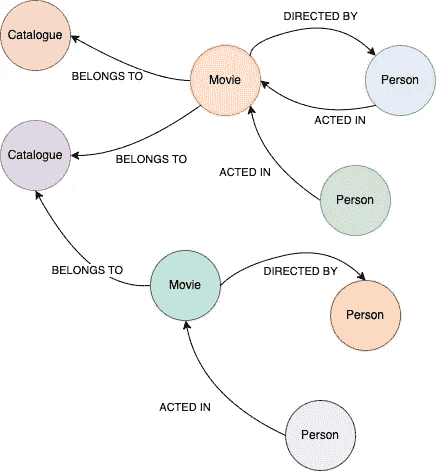 DIRECTED BY
Catalogue
BELONGS TO
Movie
Person
ACTED IN
Catalogue
BELONGS TO
ACTED IN
Person
BELONGS TO
Movie
DIRECTED BY
Person
ACTED IN
Person